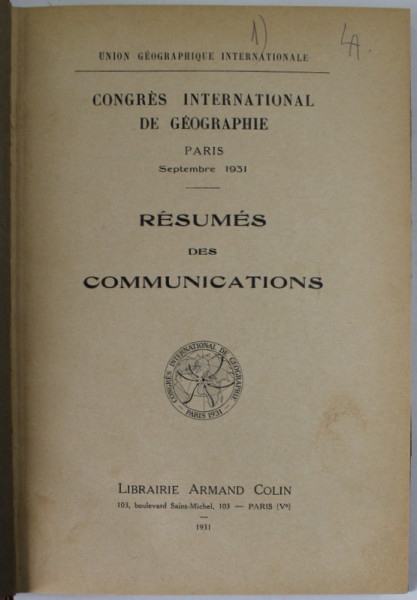 1) LA.
UNION GÉOGRAPHIQUE INTERNATIONALE
CONGRÈS INTERNATIONAL
DE GÉOGRAPHIE
PARIS
Septembre 1931
RÉSUMÉS
DES
COMMUNICATIONS
CONGRÈS INTERNATIONAL DE GÉOGRAPHIE
— PARIS 1931 —
LIBRAIRIE ARMAND COLIN
103, boulevard Saint-Michel, 103 — PARIS (Vᵉ)
1931